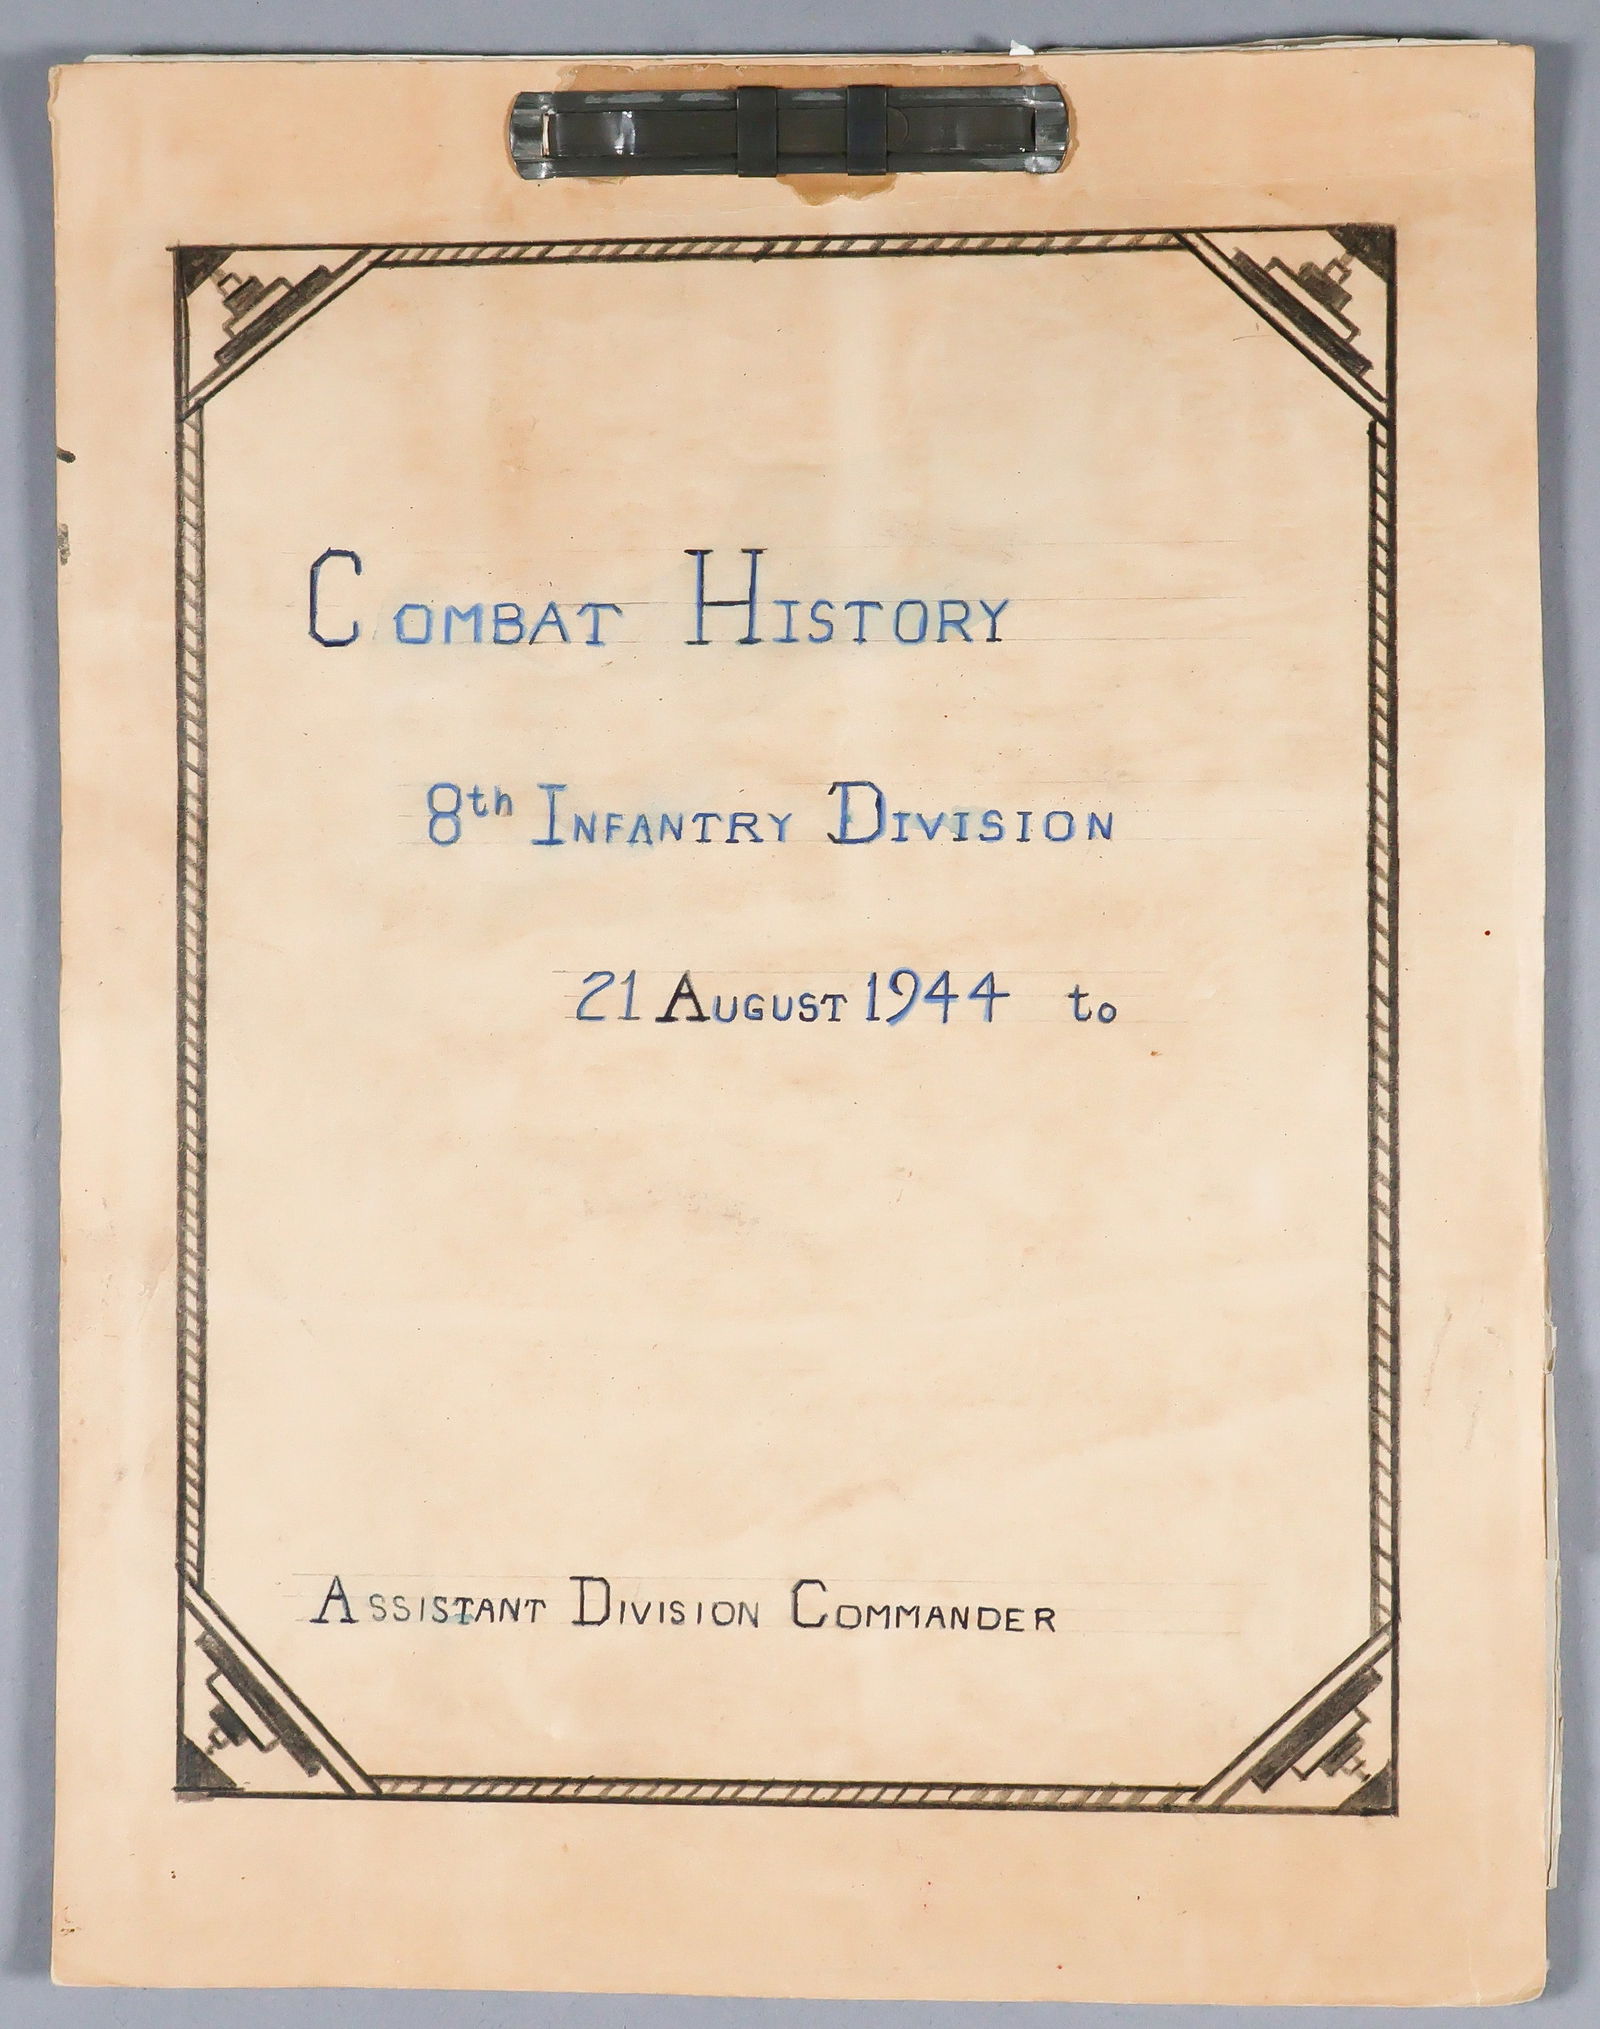 Combat History
8th Infantry Division
21 August 1944 to
Assistant Division Commander